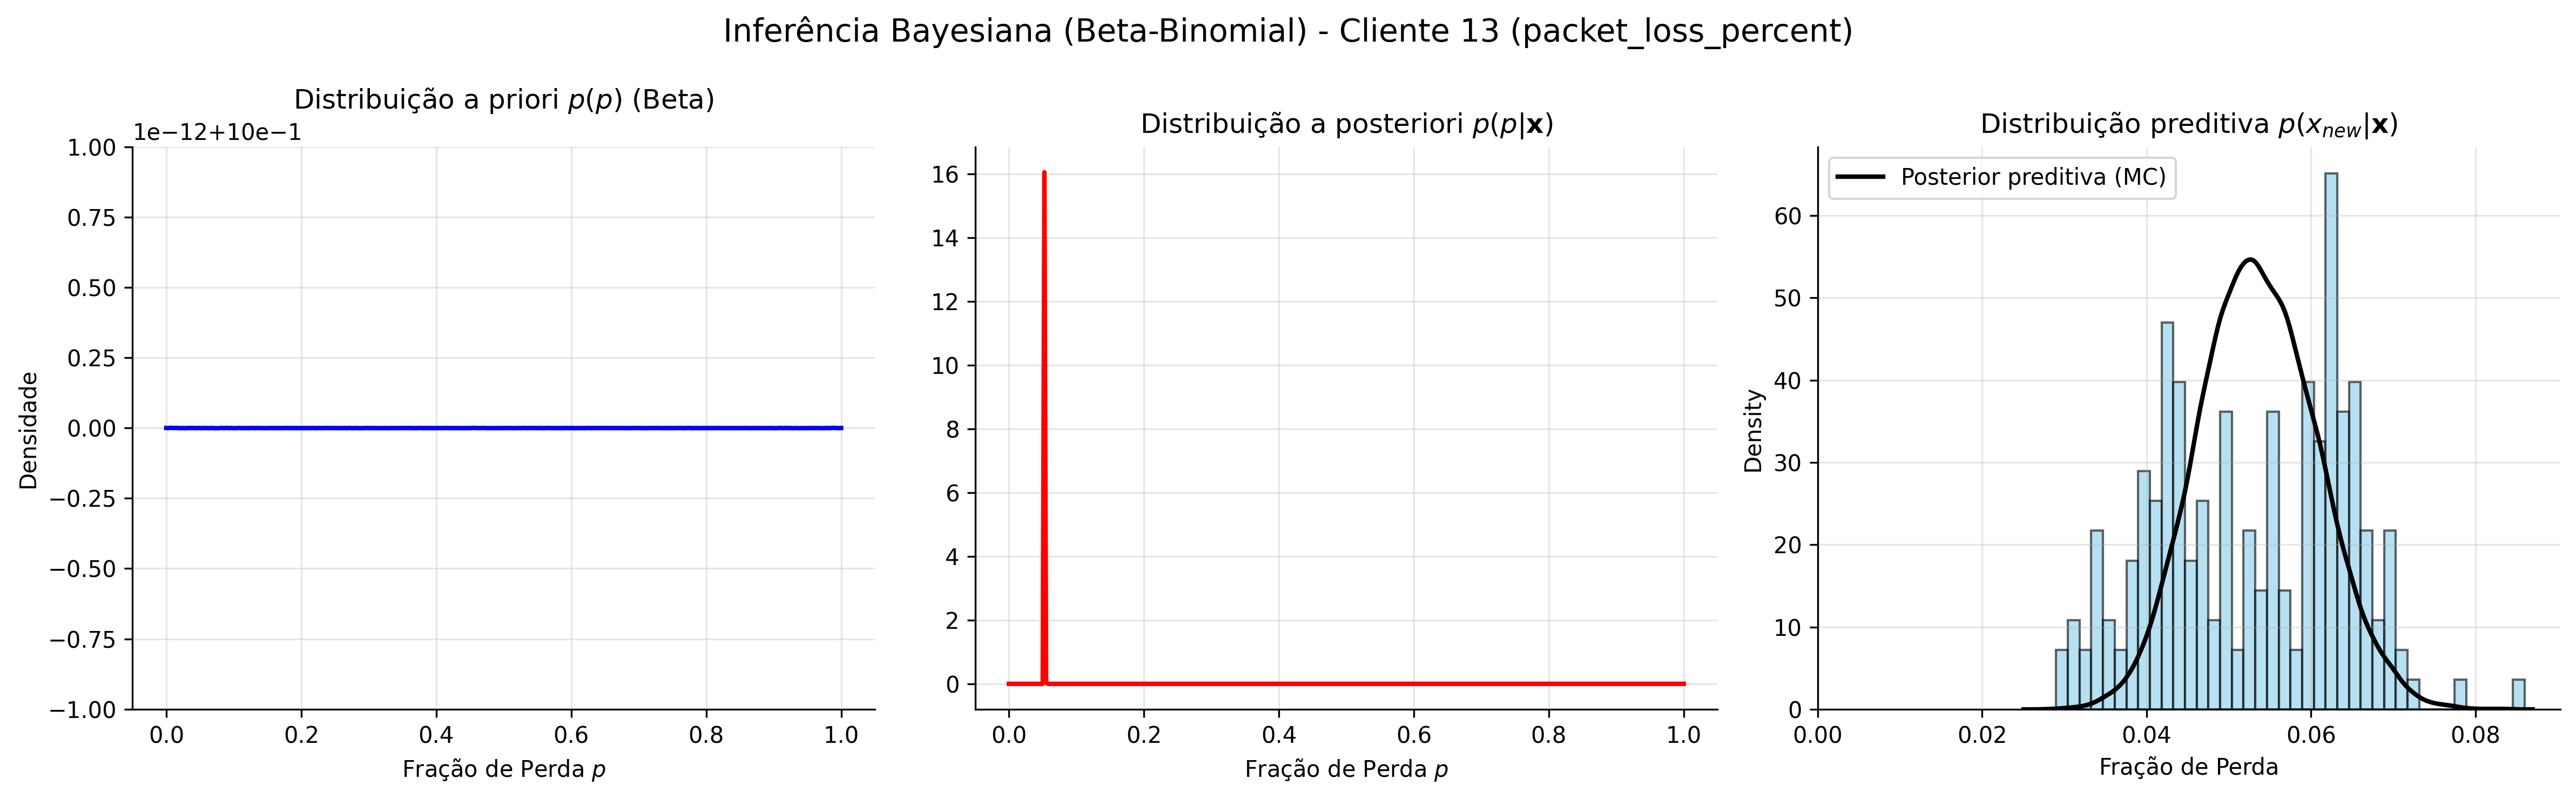 Inferência Bayesiana (Beta-Binomial) - Cliente 13 (packet_loss_percent)
Distribuição a priori p(p) (Beta)
1e−12+10e−1
1.00
0.75
0.50
0.25
0.00
−0.25
−0.50
−0.75
−1.00
Densidade
0.0 0.2 0.4 0.6 0.8 1.0
Fração de Perda p
Distribuição a posteriori p(p|x)
16
14
12
10
8
6
4
2
0
0.0 0.2 0.4 0.6 0.8 1.0
Fração de Perda p
Distribuição preditiva p(xnew|x)
Posterior preditiva (MC)
60
50
40
30
20
10
0
Density
0.00 0.02 0.04 0.06 0.08
Fração de Perda